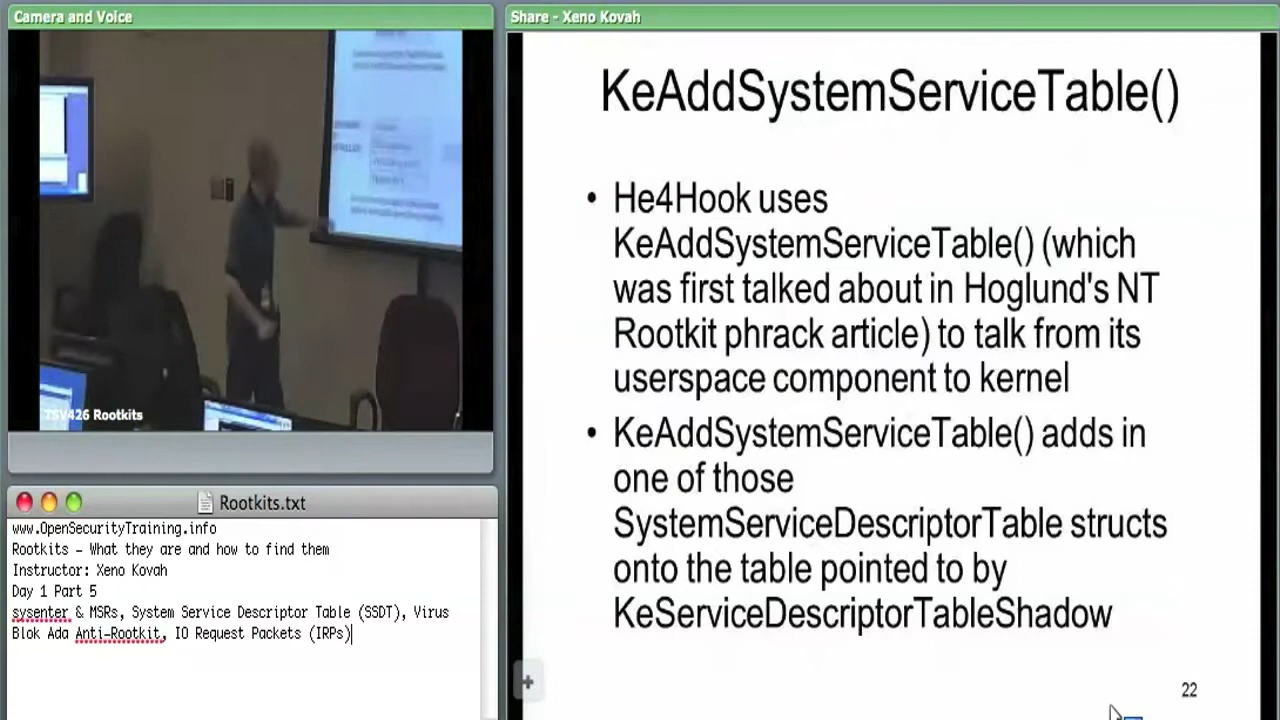 Camera and Voice
TSV426 Rootkits
Rootkits.txt
www.OpenSecurityTraining.info
Rootkits - What they are and how to find them
Instructor: Xeno Kovah
Day 1 Part 5
sysenter & MSRs, System Service Descriptor Table (SSDT), Virus
Blok Ada Anti-Rootkit, IO Request Packets (IRPs)
Share - Xeno Kovah
KeAddSystemServiceTable()
• He4Hook uses
KeAddSystemServiceTable() (which
was first talked about in Hoglund's NT
Rootkit phrack article) to talk from its
userspace component to kernel
• KeAddSystemServiceTable() adds in
one of those
SystemServiceDescriptorTable structs
onto the table pointed to by
KeServiceDescriptorTableShadow
22